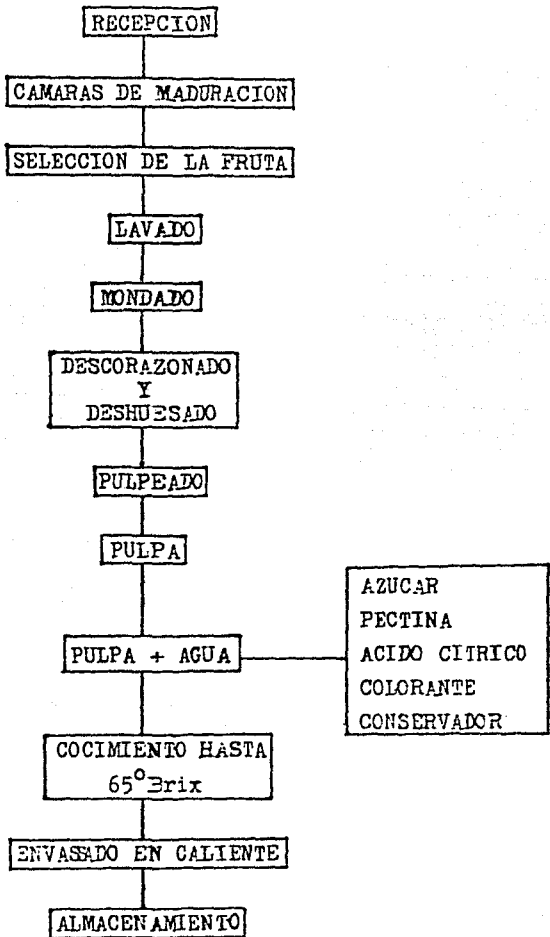 RECEPCION
CAMARAS DE MADURACION
SELECCION DE LA FRUTA
LAVADO
MONDADO
DESCORAZONADO
Y
DESHUESADO
PULPEADO
PULPA
PULPA + AGUA
AZUCAR
PECTINA
ACIDO CITRICO
COLORANTE
CONSERVADOR
COCIMIENTO HASTA
65°Brix
ENVASADO EN CALIENTE
ALMACENAMIENTO